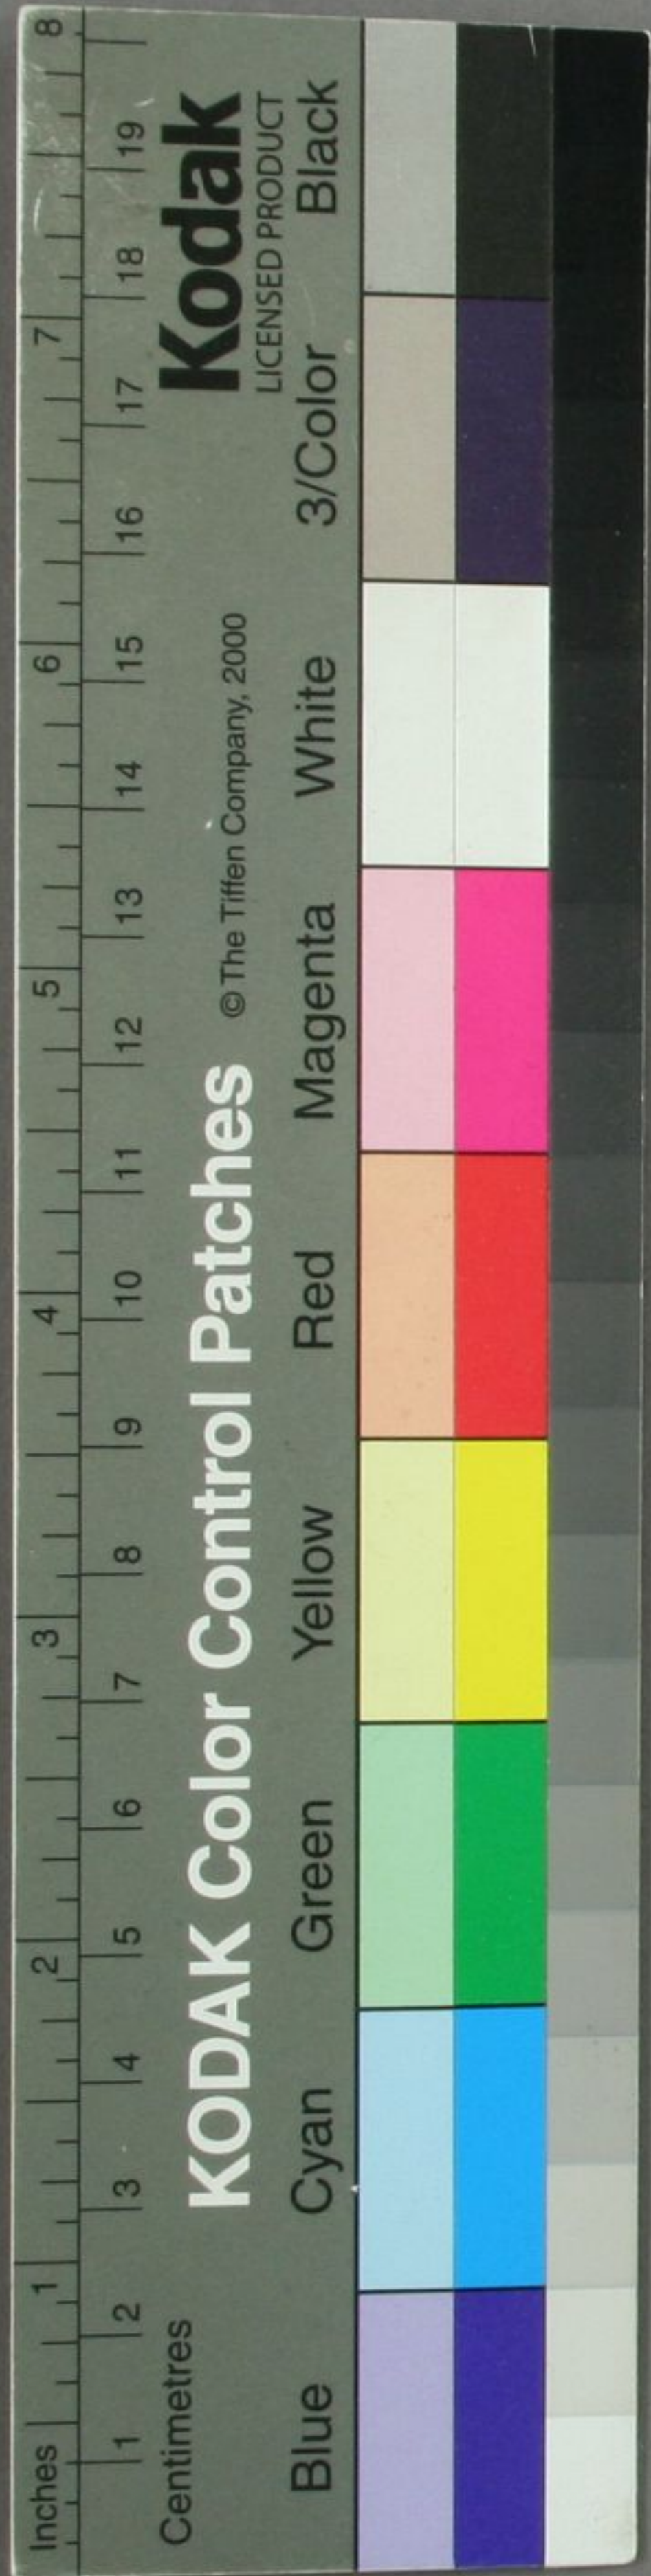 Inches 1 2 3 4 5 6 7 8
1 2 3 4 5 6 7 8 9 10 11 12 13 14 15 16 17 18 19
Centimetres
KODAK Color Control Patches © The Tiffen Company, 2000
Kodak
LICENSED PRODUCT
Blue Cyan Green Yellow Red Magenta White 3/Color Black